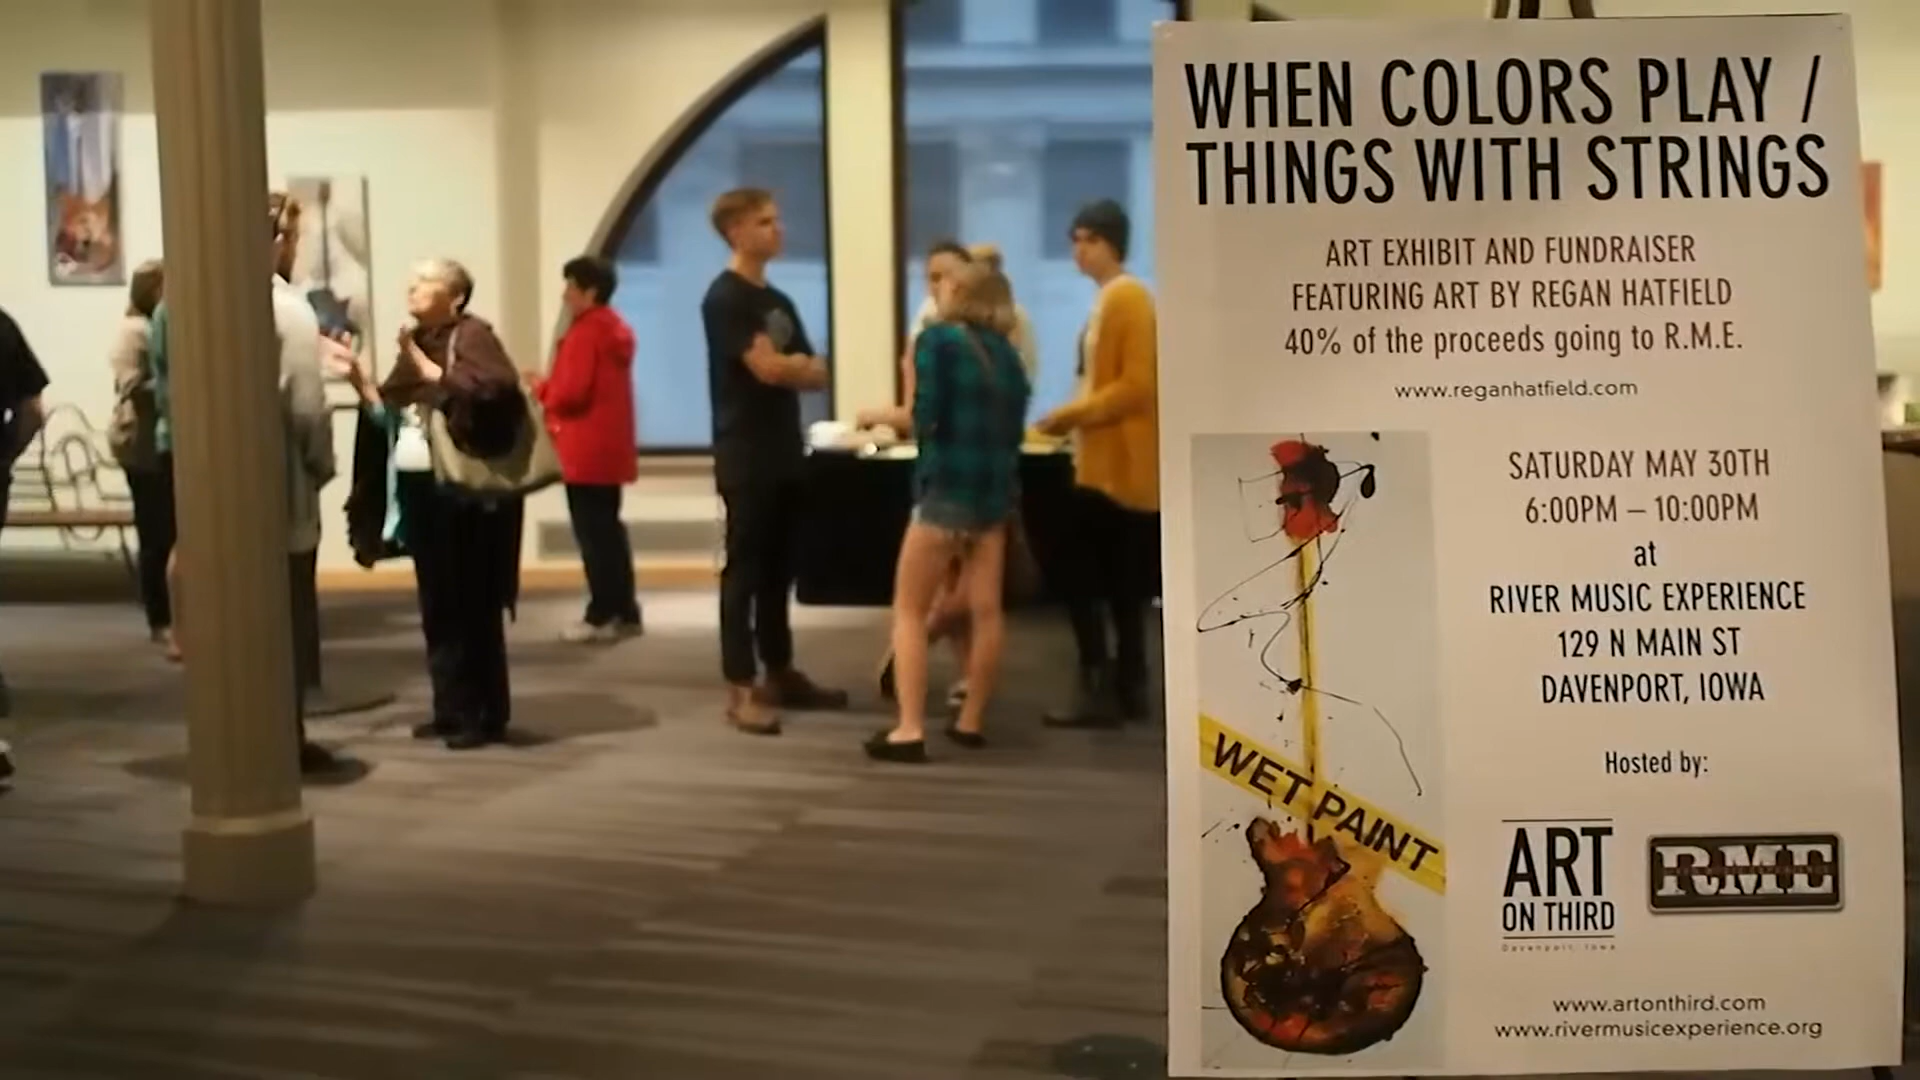 WHEN COLORS PLAY /
THINGS WITH STRINGS
ART EXHIBIT AND FUNDRAISER
FEATURING ART BY REGAN HATFIELD
40% of the proceeds going to R.M.E.
www.reganhatfield.com
SATURDAY MAY 30TH
6:00PM – 10:00PM
at
RIVER MUSIC EXPERIENCE
129 N MAIN ST
DAVENPORT, IOWA
WET PAINT
Hosted by:
ART
ON THIRD
Davenport, Iowa
RME
www.artonthird.com
www.rivermusicexperience.org